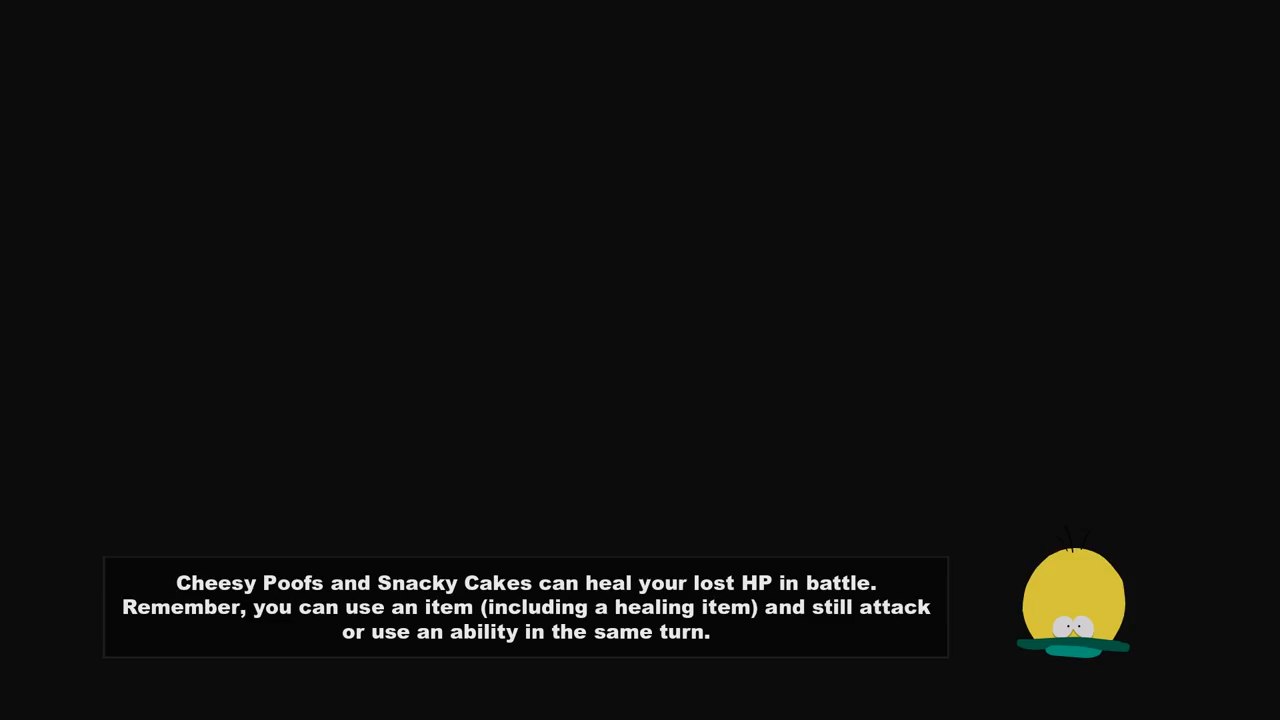 Cheesy Poofs and Snacky Cakes can heal your lost HP in battle.
Remember, you can use an item (including a healing item) and still attack
or use an ability in the same turn.